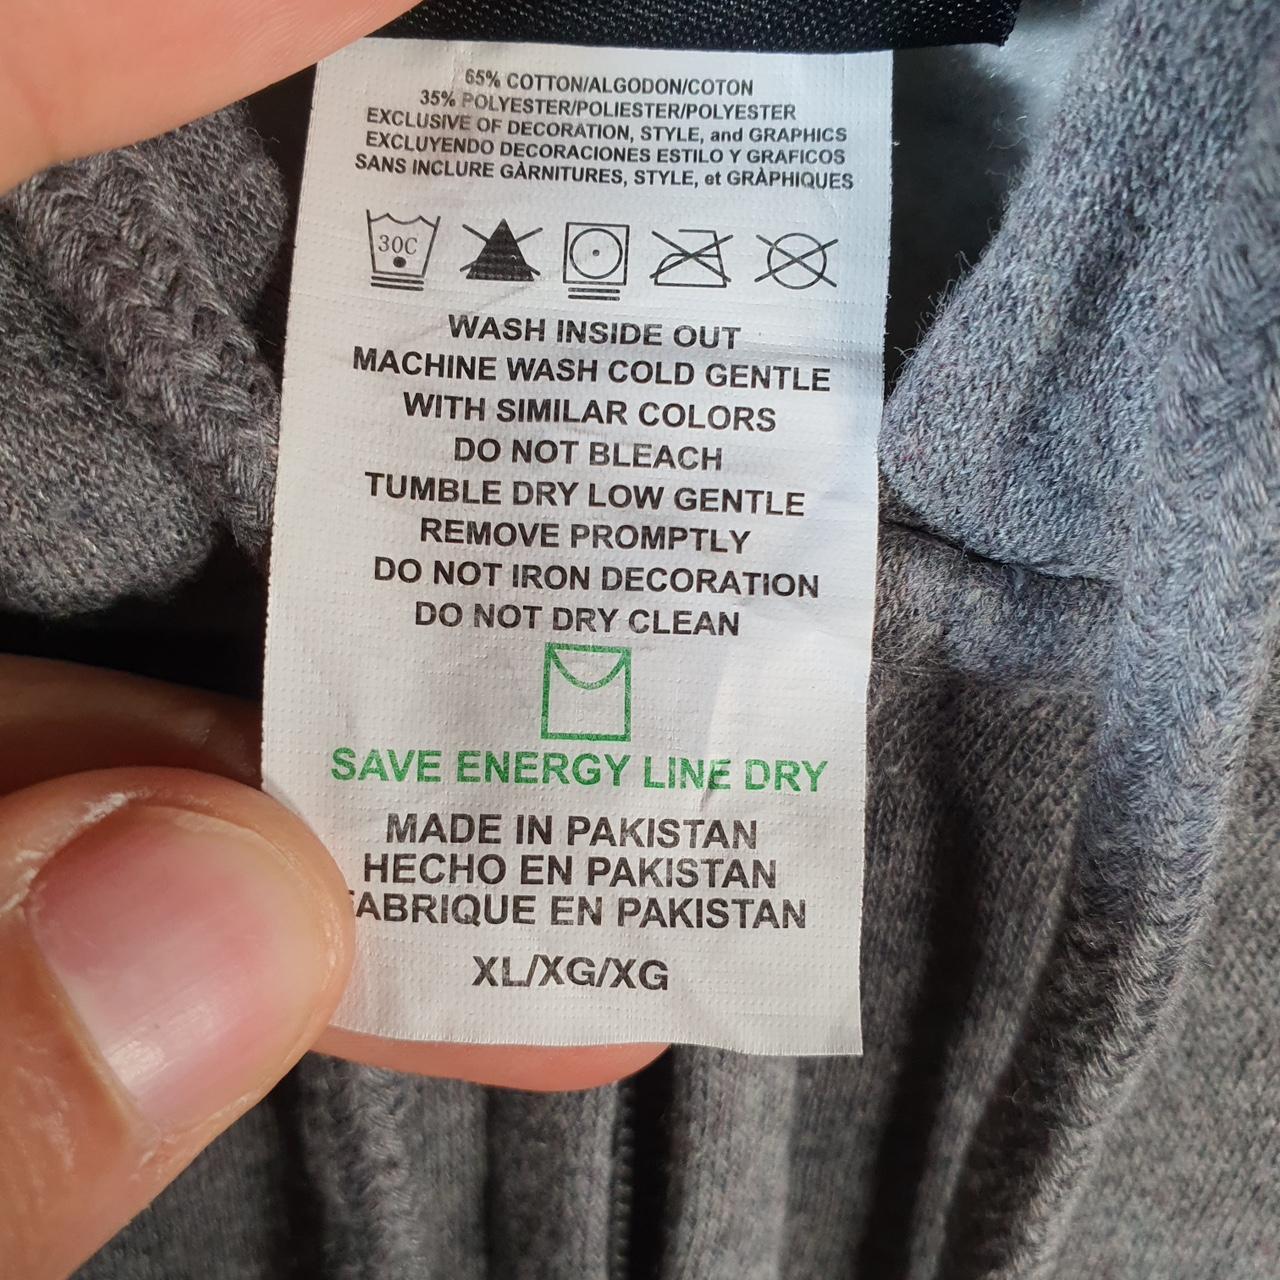 65% COTTON/ALGODON/COTON
35% POLYESTER/POLIESTER/POLYESTER
EXCLUSIVE OF DECORATION, STYLE, and GRAPHICS
EXCLUYENDO DECORACIONES ESTILO Y GRAFICOS
SANS INCLURE GÀRNITURES, STYLE, et GRÀPHIQUES
30C
WASH INSIDE OUT
MACHINE WASH COLD GENTLE
WITH SIMILAR COLORS
DO NOT BLEACH
TUMBLE DRY LOW GENTLE
REMOVE PROMPTLY
DO NOT IRON DECORATION
DO NOT DRY CLEAN
SAVE ENERGY LINE DRY
MADE IN PAKISTAN
HECHO EN PAKISTAN
FABRIQUE EN PAKISTAN
XL/XG/XG